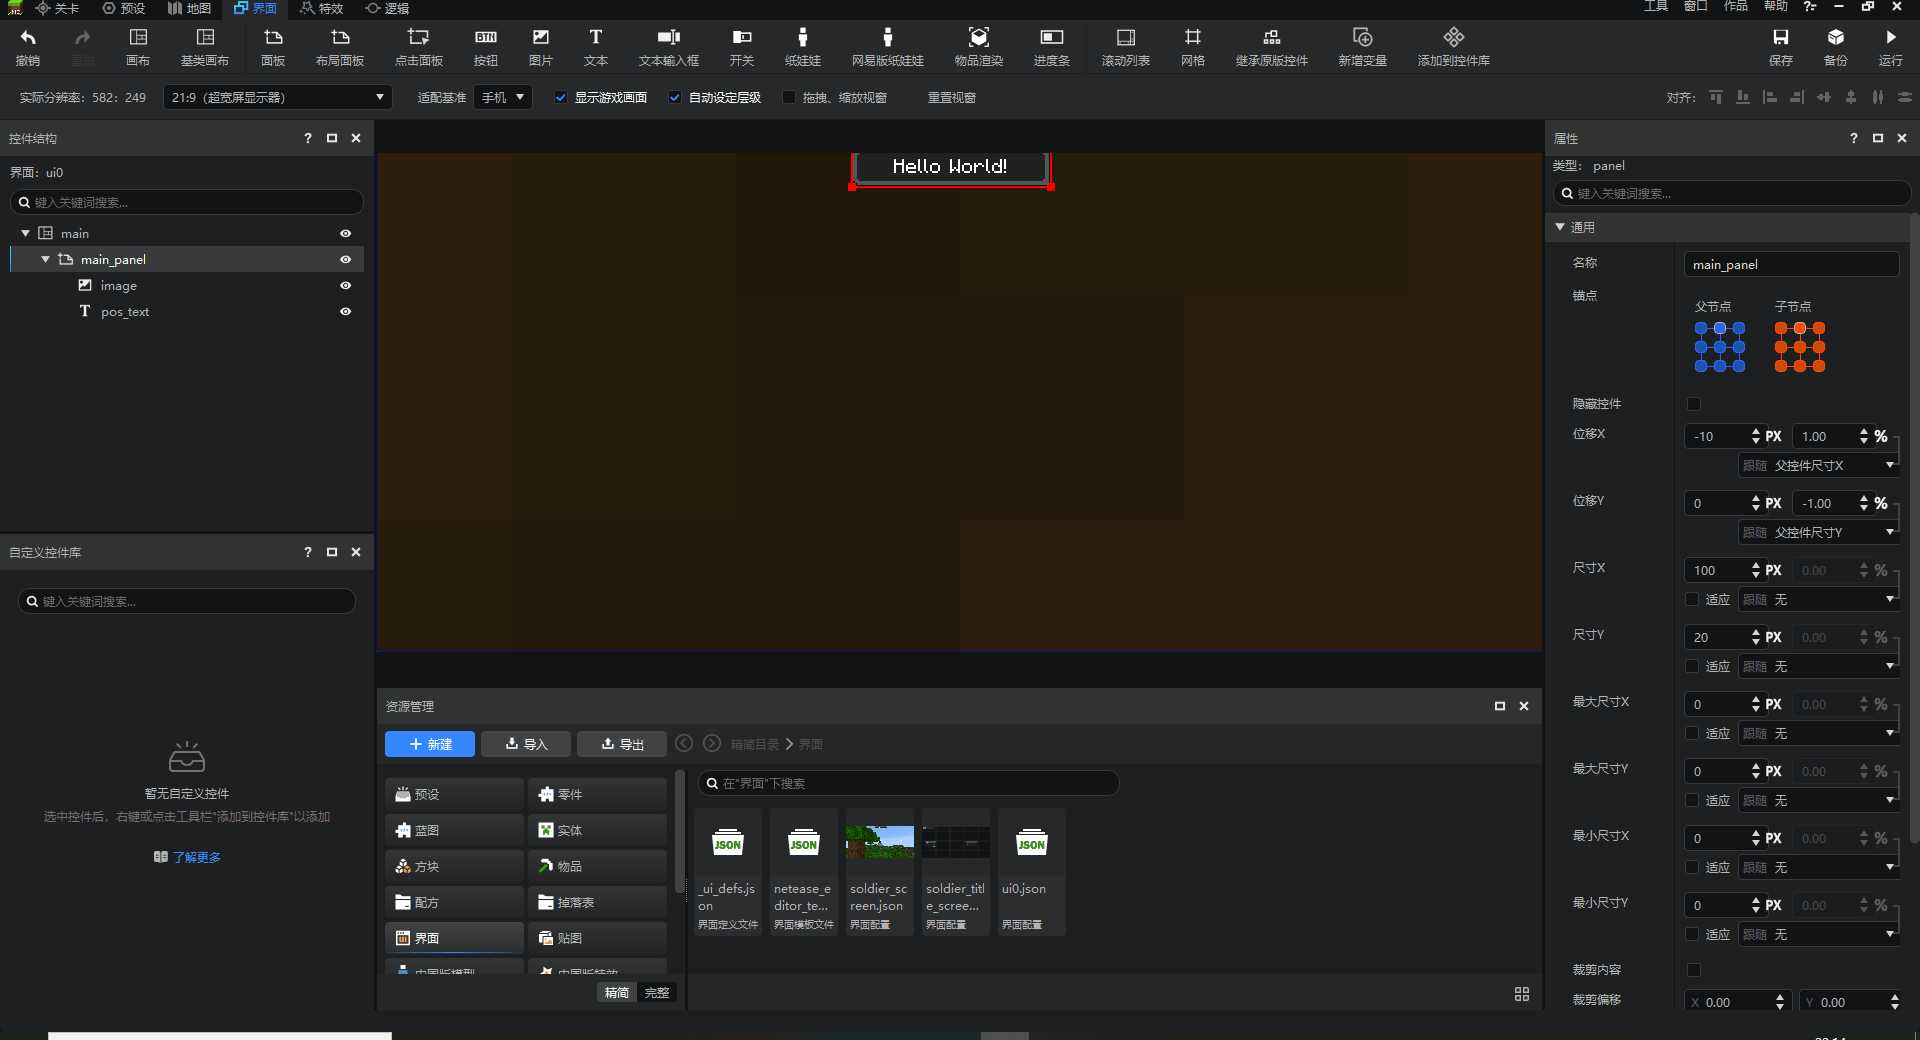 关卡 预设 地图 界面 特效 逻辑 工具 窗口 作品 帮助 ?-
撤销 画布 基类画布 面板 布局面板 点击面板 BTN 按钮 图片 T 文本 文本输入框 开关 纸娃娃 网易版纸娃娃 物品渲染 进度条 滚动列表 网格 继承原版控件 新增变量 添加到控件库 保存 备份 运行
实际分辨率：582：249 21:9（超宽屏显示器） 适配基准 手机 显示游戏画面 自动设定层级 拖拽、缩放视窗 重置视窗 对齐：
控件结构 ?
界面：ui0
键入关键词搜索...
main
main_panel
image
T pos_text
自定义控件库 ?
键入关键词搜索...
暂无自定义控件
选中控件后，右键或点击工具栏“添加到控件库”以添加
了解更多
Hello World!
资源管理
新建 导入 导出 精简目录 界面
在"界面"下搜索
预设 零件
蓝图 实体
方块 物品
配方 掉落表
界面 贴图
中国版模型 中国版特效
精简 完整
JSON JSON JSON
_ui_defs.js
on
界面定义文件
netease_e
ditor_te...
界面模板文件
soldier_sc
reen.json
界面配置
soldier_titl
e_scree...
界面配置
ui0.json
界面配置
属性 ?
类型： panel
键入关键词搜索...
通用
名称 main_panel
锚点
父节点 子节点
隐藏控件
位移X -10 PX 1.00 %
跟随 父控件尺寸X
位移Y 0 PX -1.00 %
跟随 父控件尺寸Y
尺寸X 100 PX 0.00 %
适应 跟随 无
尺寸Y 20 PX 0.00 %
适应 跟随 无
最大尺寸X 0 PX 0.00 %
适应 跟随 无
最大尺寸Y 0 PX 0.00 %
适应 跟随 无
最小尺寸X 0 PX 0.00 %
适应 跟随 无
最小尺寸Y 0 PX 0.00 %
适应 跟随 无
裁剪内容
裁剪偏移 X 0.00 Y 0.00